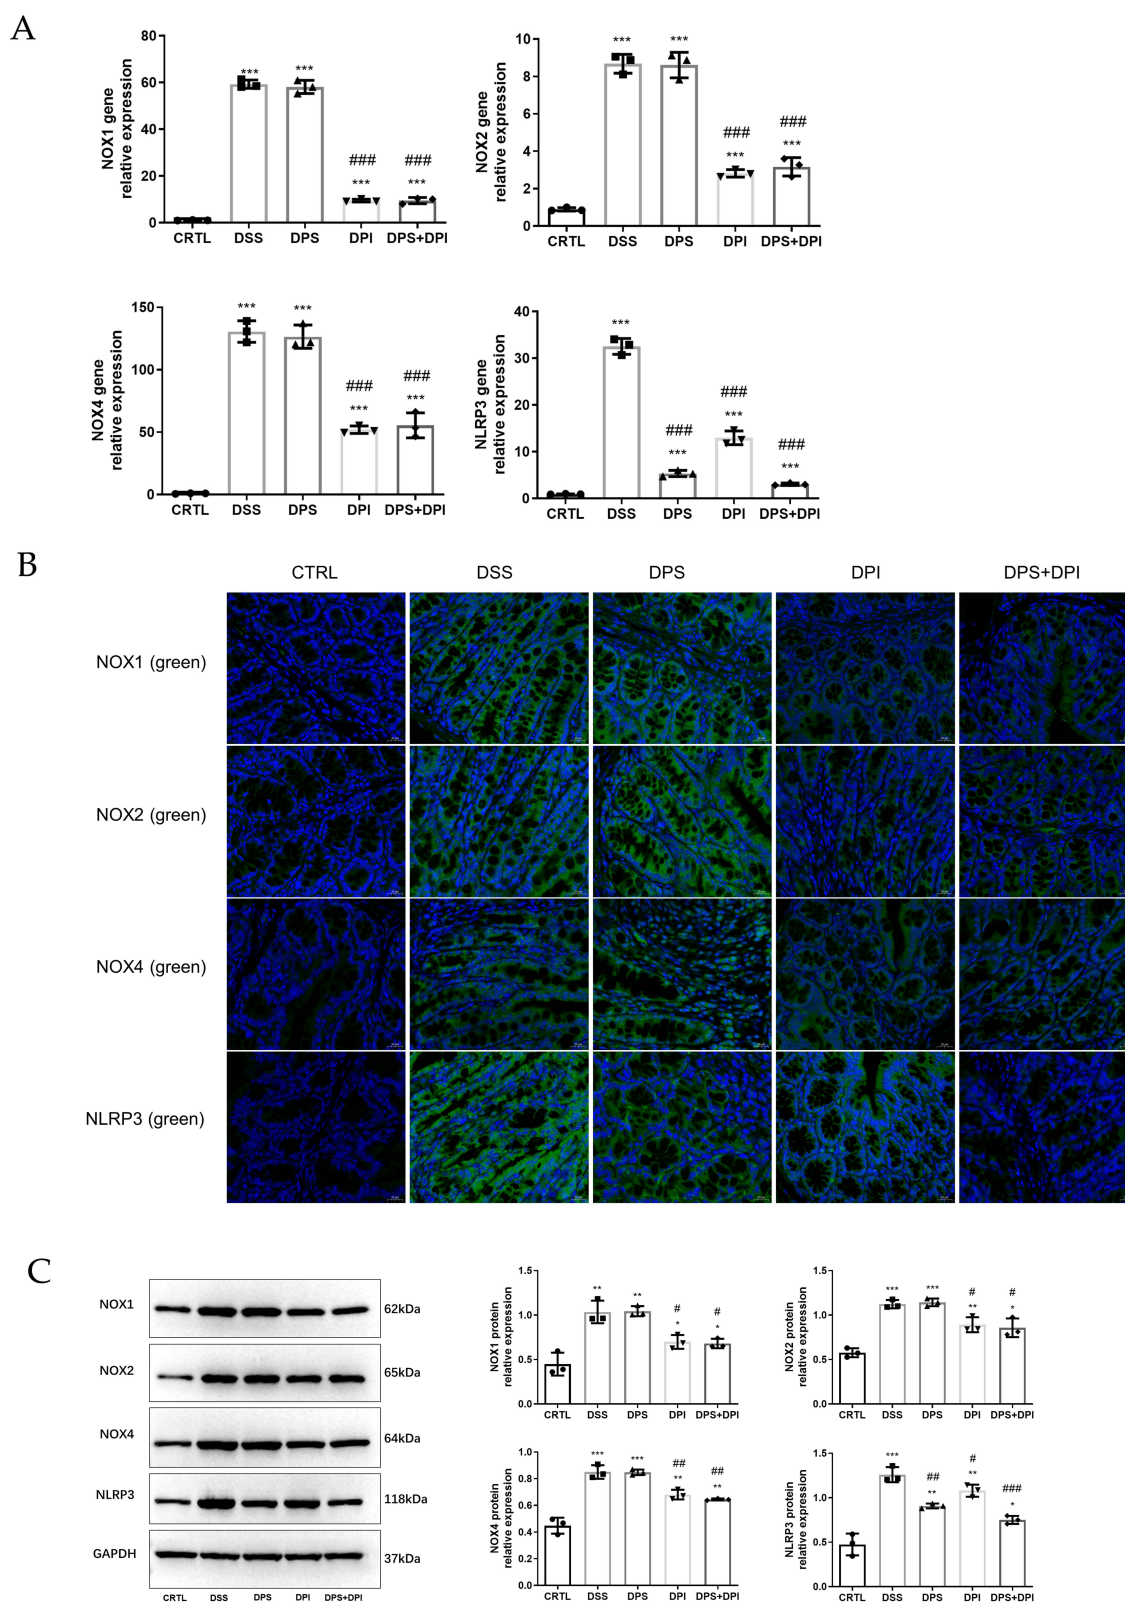 A
NOX1 gene
relative expression
80
60
40
20
0
***
***
###
***
###
***
CRTL DSS DPS DPI DPS+DPI
NOX2 gene
relative expression
10
8
6
4
2
0
***
***
###
***
###
***
CRTL DSS DPS DPI DPS+DPI
NOX4 gene
relative expression
150
100
50
0
***
***
###
***
###
***
CRTL DSS DPS DPI DPS+DPI
NLRP3 gene
relative expression
40
30
20
10
0
***
###
***
###
***
###
***
CRTL DSS DPS DPI DPS+DPI
B
CTRL DSS DPS DPI DPS+DPI
NOX1 (green)
NOX2 (green)
NOX4 (green)
NLRP3 (green)
C
NOX1 62kDa
NOX2 65kDa
NOX4 64kDa
NLRP3 118kDa
GAPDH 37kDa
CRTL DSS DPS DPI DPS+DPI
NOX1 protein
relative expression
1.5
1.0
0.5
0.0
**
**
#
*
#
*
CRTL DSS DPS DPI DPS+DPI
NOX2 protein
relative expression
1.5
1.0
0.5
0.0
***
***
#
**
#
*
CRTL DSS DPS DPI DPS+DPI
NOX4 protein
relative expression
1.0
0.8
0.6
0.4
0.2
0.0
***
***
##
**
##
**
CRTL DSS DPS DPI DPS+DPI
NLRP3 protein
relative expression
1.5
1.0
0.5
0.0
***
##
**
#
**
###
*
CRTL DSS DPS DPI DPS+DPI